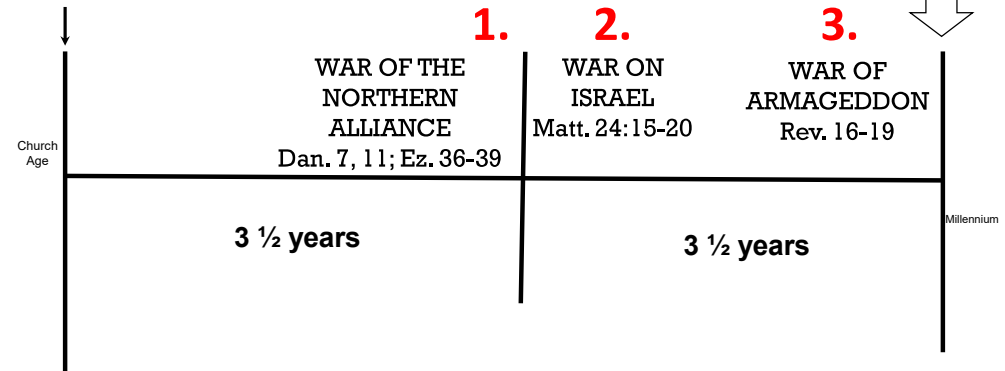 1.
WAR OF THE
NORTHERN
ALLIANCE
Dan. 7, 11; Ez. 36-39
2.
WAR ON
ISRAEL
Matt. 24:15-20
3.
WAR OF
ARMAGEDDON
Rev. 16-19
Church
Age
3 ½ years
3 ½ years
Millennium